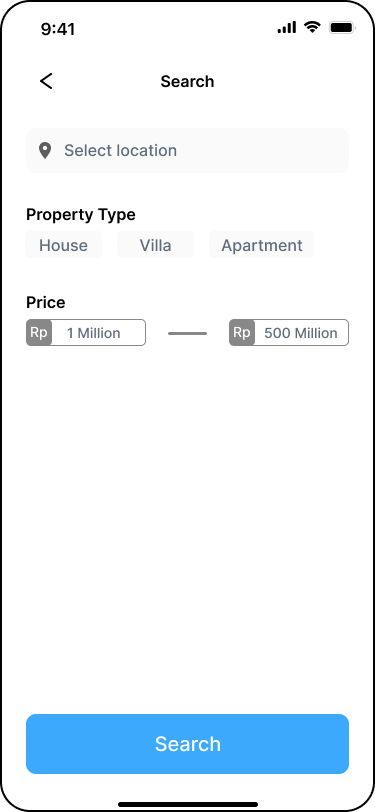 9:41
Search
Select location
Property Type
House Villa Apartment
Price
Rp 1 Million Rp 500 Million
Search